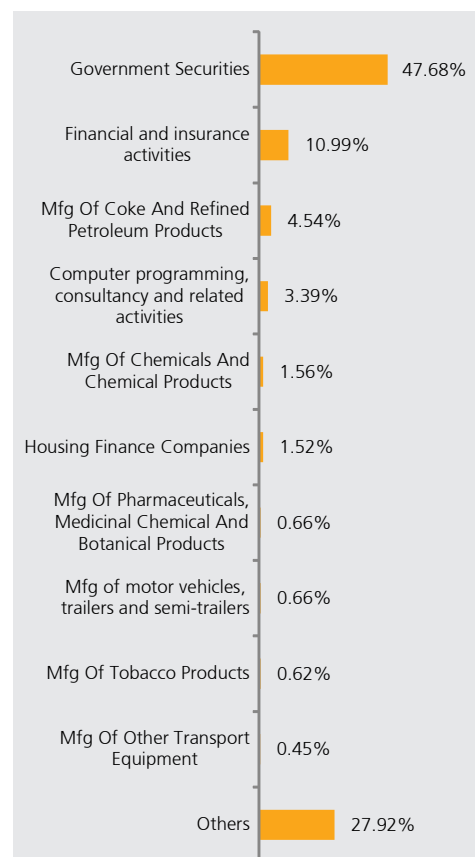 Government Securities 47.68%
Financial and insurance
activities 10.99%
Mfg Of Coke And Refined
Petroleum Products 4.54%
Computer programming,
consultancy and related
activities 3.39%
Mfg Of Chemicals And
Chemical Products 1.56%
Housing Finance Companies 1.52%
Mfg Of Pharmaceuticals,
Medicinal Chemical And
Botanical Products 0.66%
Mfg of motor vehicles,
trailers and semi-trailers 0.66%
Mfg Of Tobacco Products 0.62%
Mfg Of Other Transport
Equipment 0.45%
Others 27.92%